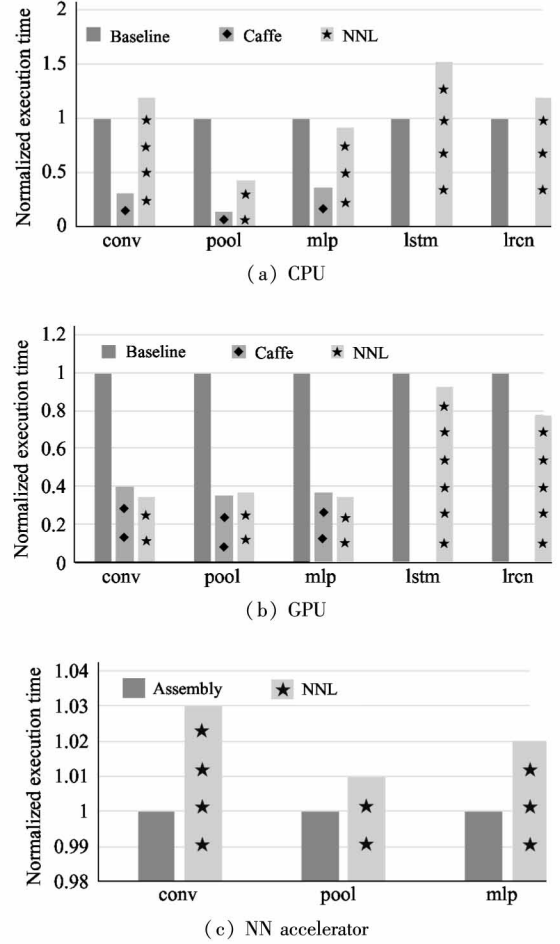 Normalized execution time
2
1.5
1
0.5
0
Baseline Caffe NNL
conv pool mlp lstm lrcn
(a) CPU
Normalized execution time
1.2
1
0.8
0.6
0.4
0.2
0
Baseline Caffe NNL
conv pool mlp lstm lrcn
(b) GPU
Normalized execution time
1.04
1.03
1.02
1.01
1
0.99
0.98
Assembly NNL
conv pool mlp
(c) NN accelerator